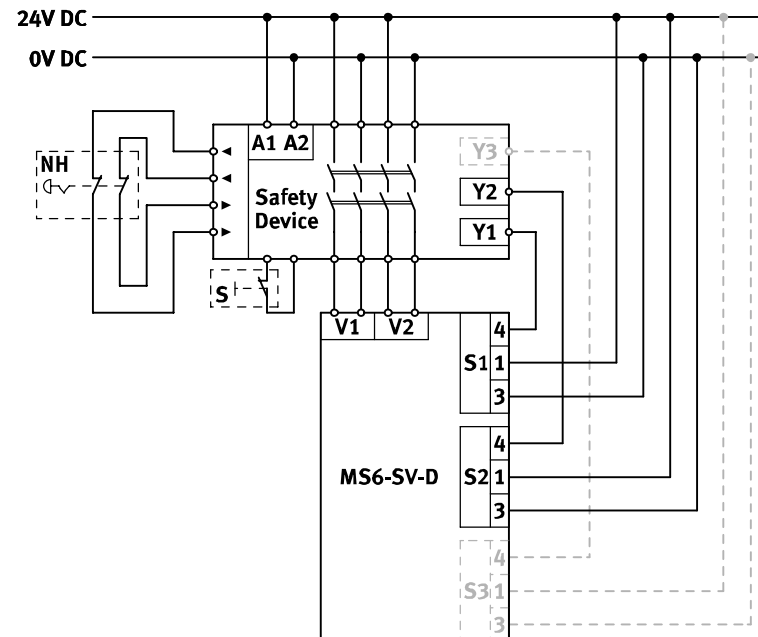 24V DC
0V DC
A1 A2
Y3
NH
Y2
Safety
Device
Y1
S
V1 V2
4
S1 1
3
4
MS6-SV-D S2 1
3
4
S3 1
3